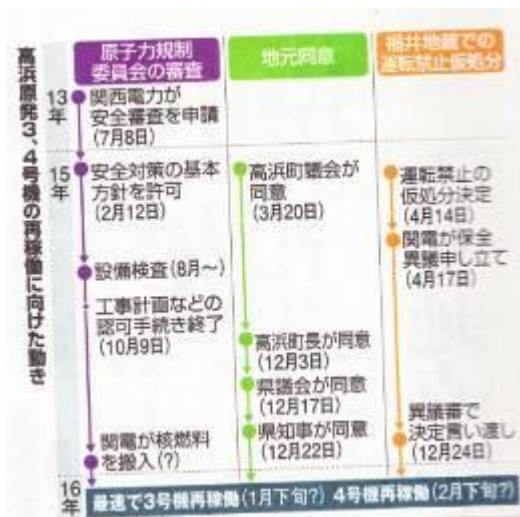 高浜原発3、4号機の再稼働に向けた動き
原子力規制
委員会の審査
13年
関西電力が
安全審査を申請
(7月8日)
15年
安全対策の基本
方針を許可
(2月12日)
設備検査(8月〜)
工事計画などの
認可手続き終了
(10月9日)
関電が核燃料
を搬入(?)
地元同意
高浜町議会が
同意
(3月20日)
高浜町長が同意
(12月3日)
県議会が同意
(12月17日)
県知事が同意
(12月22日)
福井地裁での
運転禁止仮処分
運転禁止の
仮処分決定
(4月14日)
関電が保全
異議申し立て
(4月17日)
異議審で
決定言い渡し
(12月24日)
16年
最速で3号機再稼働(1月下旬?) 4号機再稼働(2月下旬?)